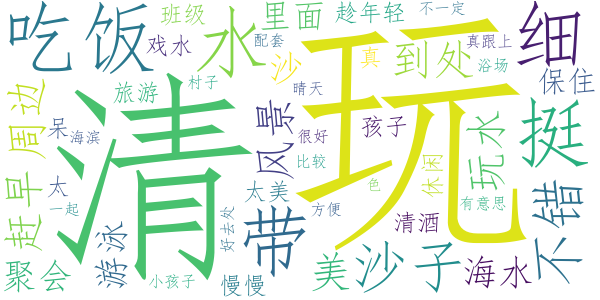 吃饭
班级
戏水
水
里面
趁年轻
不一定
细
配套
到处
真
真跟上
浴场
保住
沙
晴天
旅游
村子
清
玩
周边
呆
海滨
风景
很好
孩子
挺
赶早
太
一起
比较
休闲
玩水
太美
色
带
好去处
方便
清酒
有意思
不错
游泳
聚会
小孩子
慢慢
美
沙子
海水